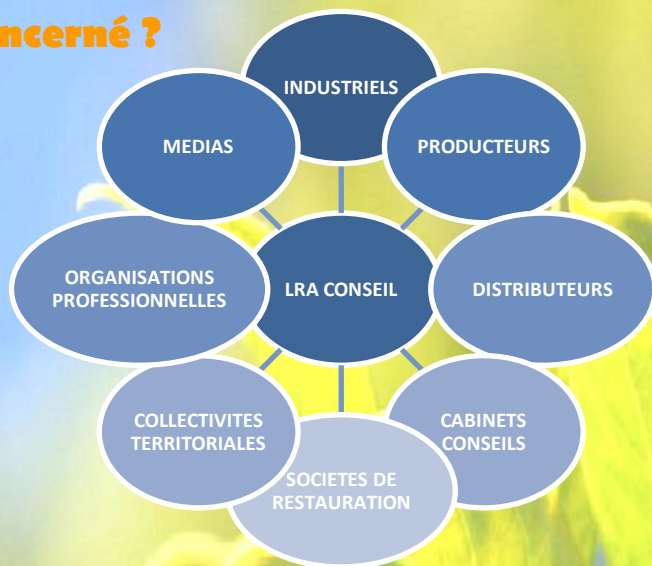 ncerné ?
INDUSTRIELS
MEDIAS
PRODUCTEURS
ORGANISATIONS
PROFESSIONNELLES
LRA CONSEIL
DISTRIBUTEURS
COLLECTIVITES
TERRITORIALES
CABINETS
CONSEILS
SOCIETES DE
RESTAURATION